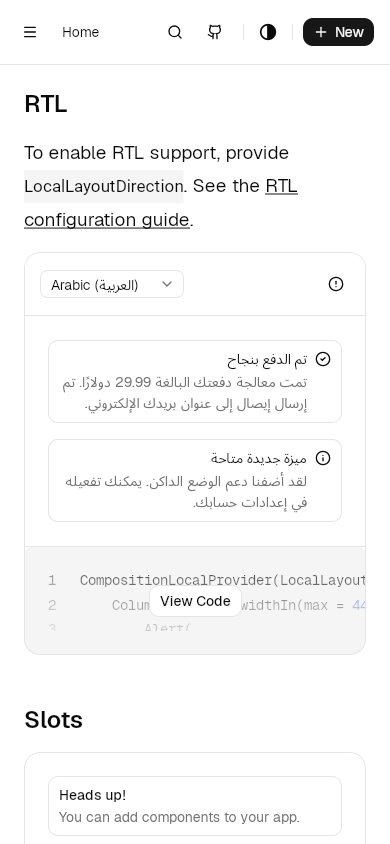 Home
New
RTL
To enable RTL support, provide
LocalLayoutDirection. See the RTL
configuration guide.
Arabic (العربية)
تم الدفع بنجاح
تمت معالجة دفعتك البالغة 29.99 دولارًا. تم
إرسال إيصال إلى عنوان بريدك الإلكتروني.
ميزة جديدة متاحة
لقد أضفنا دعم الوضع الداكن. يمكنك تفعيله
في إعدادات حسابك.
1 CompositionLocalProvider(LocalLayout
2 Colum widthIn(max = 44
View Code
3 Alert(
Slots
Heads up!
You can add components to your app.